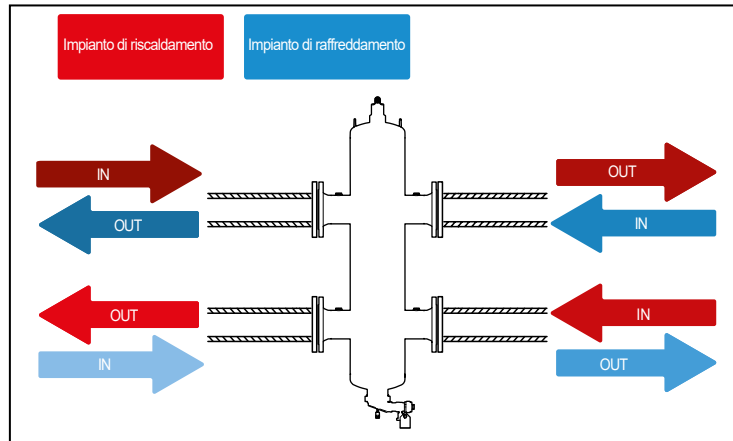 Impianto di riscaldamento
Impianto di raffreddamento
IN
OUT
OUT
IN
OUT
IN
IN
OUT